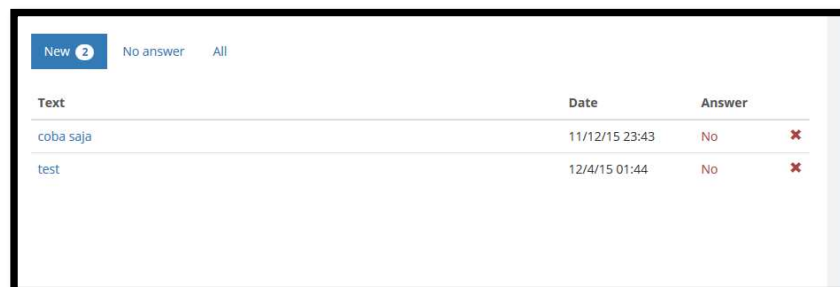 New 2 No answer All
Text Date Answer
coba saja 11/12/15 23:43 No
test 12/4/15 01:44 No